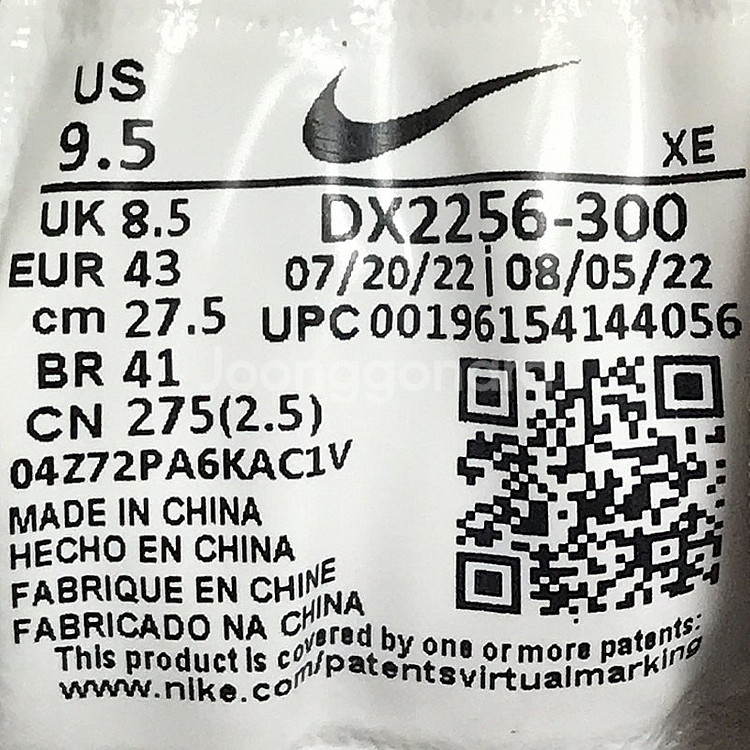 US
9.5
XE
UK 8.5
DX2256-300
EUR 43
07/20/22 | 08/05/22
cm 27.5
UPC 00196154144056
BR 41
Joonggonara
CN 275(2.5)
04Z72PA6KAC1V
MADE IN CHINA
HECHO EN CHINA
FABRIQUE EN CHINE
FABRICADO NA CHINA
This product is covered by one or more patents:
www.nike.com/patentsvirtualmarking